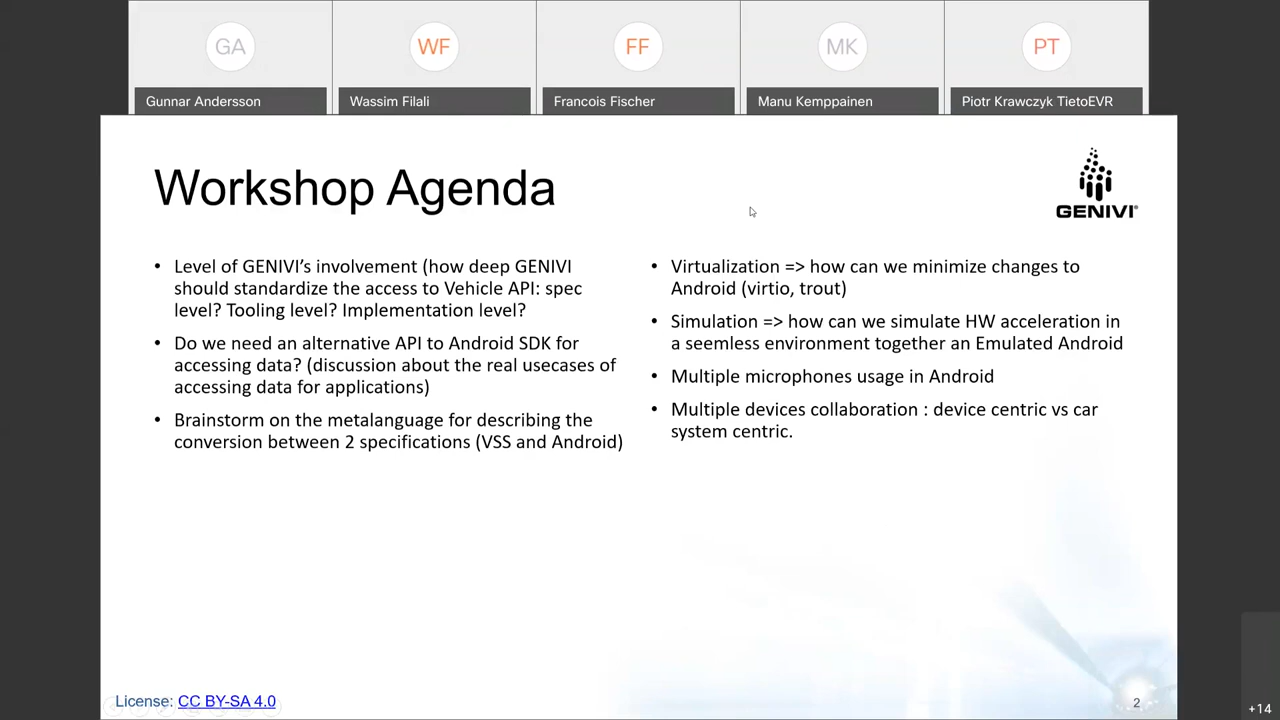 GA
WF
FF
MK
PT
Gunnar Andersson
Wassim Filali
Francois Fischer
Manu Kemppainen
Piotr Krawczyk TietoEVR
Workshop Agenda
GENIVI®
• Level of GENIVI’s involvement (how deep GENIVI
should standardize the access to Vehicle API: spec
level? Tooling level? Implementation level?
• Do we need an alternative API to Android SDK for
accessing data? (discussion about the real usecases of
accessing data for applications)
• Brainstorm on the metalanguage for describing the
conversion between 2 specifications (VSS and Android)
• Virtualization => how can we minimize changes to
Android (virtio, trout)
• Simulation => how can we simulate HW acceleration in
a seemless environment together an Emulated Android
• Multiple microphones usage in Android
• Multiple devices collaboration : device centric vs car
system centric.
License: CC BY-SA 4.0
2
+14